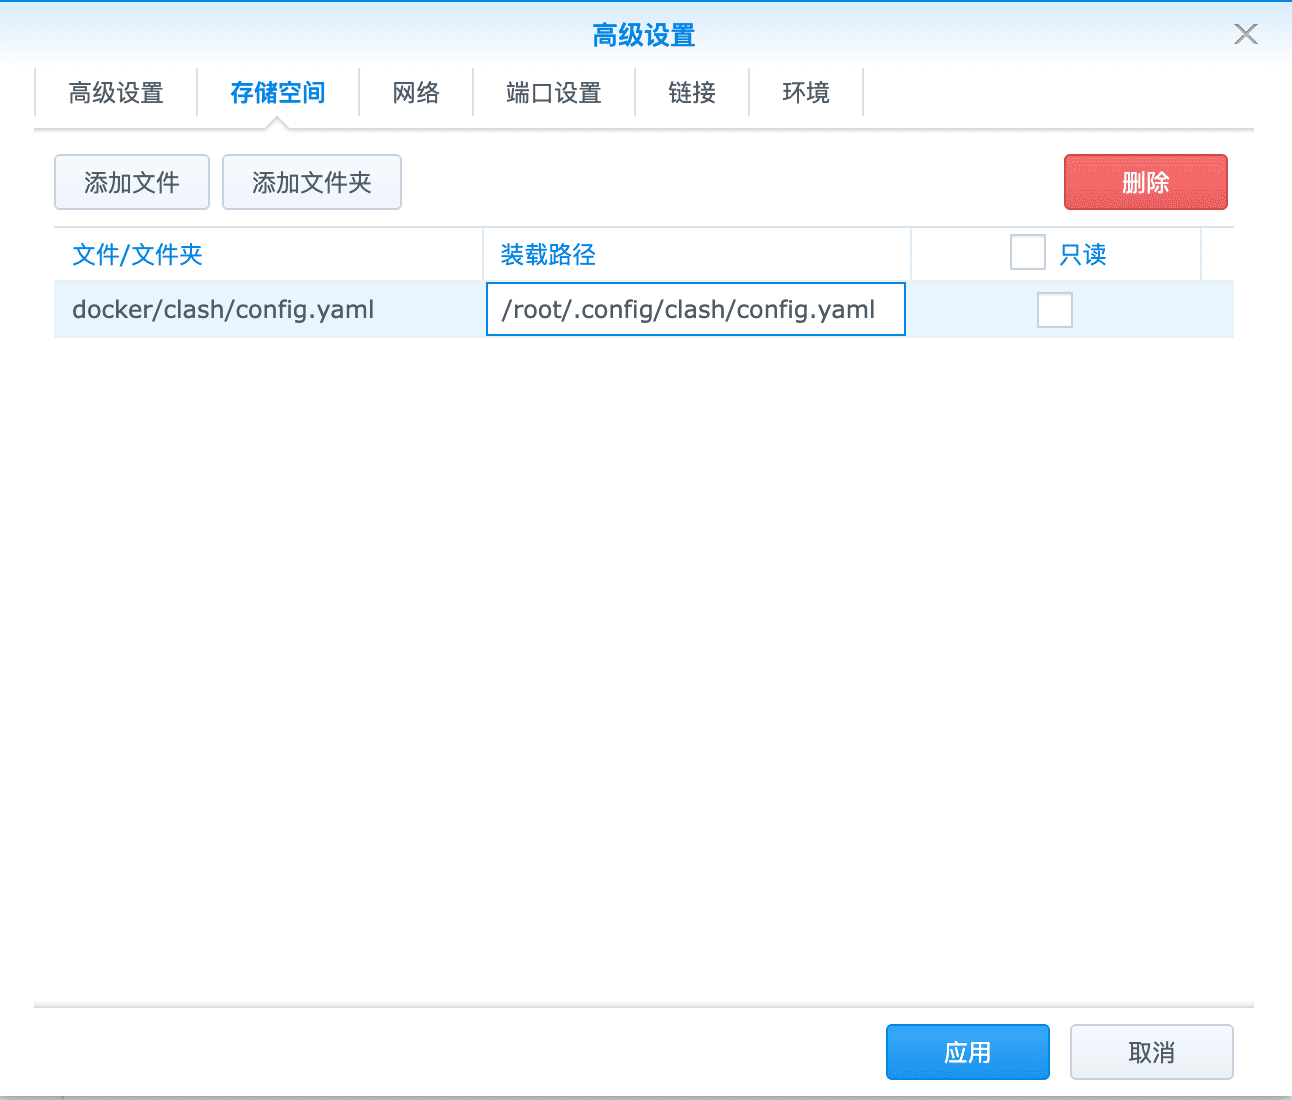 高级设置
高级设置 存储空间 网络 端口设置 链接 环境
添加文件 添加文件夹 删除
文件/文件夹 装载路径 只读
docker/clash/config.yaml /root/.config/clash/config.yaml
应用 取消